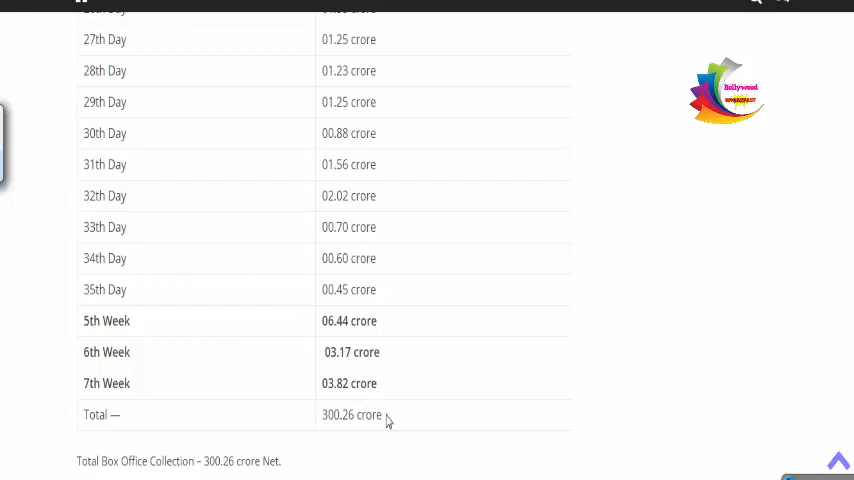 27th Day 01.25 crore
28th Day 01.23 crore
29th Day 01.25 crore
30th Day 00.88 crore
31th Day 01.56 crore
32th Day 02.02 crore
33th Day 00.70 crore
34th Day 00.60 crore
35th Day 00.45 crore
5th Week 06.44 crore
6th Week 03.17 crore
7th Week 03.82 crore
Total — 300.26 crore
Total Box Office Collection – 300.26 crore Net.
Bollywood